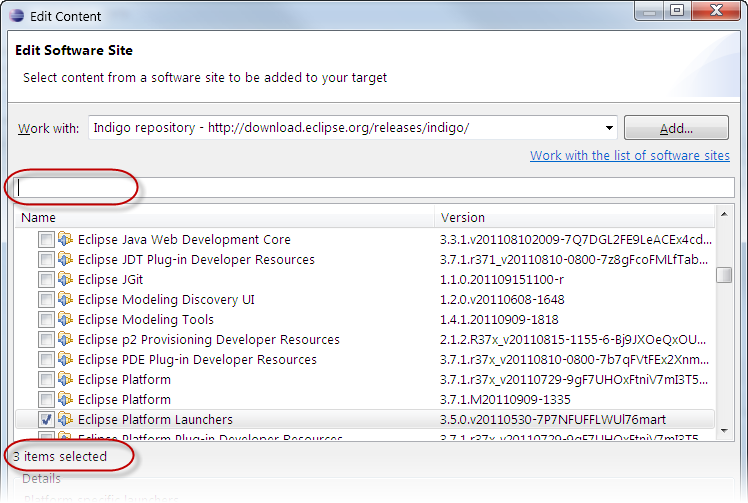 Edit Content
Edit Software Site
Select content from a software site to be added to your target
Work with: Indigo repository - http://download.eclipse.org/releases/indigo/ Add...
Work with the list of software sites
Name Version
Eclipse Java Web Development Core 3.3.1.v201108102009-7Q7DGL2FE9LeACEx4cd...
Eclipse JDT Plug-in Developer Resources 3.7.1.r371_v20110810-0800-7z8gFcoFMLfTab...
Eclipse JGit 1.1.0.201109151100-r
Eclipse Modeling Discovery UI 1.2.0.v20110608-1648
Eclipse Modeling Tools 1.4.1.20110909-1818
Eclipse p2 Provisioning Developer Resources 2.1.2.R37x_v20110815-1155-6-Bj9JXOeQxOU...
Eclipse PDE Plug-in Developer Resources 3.7.1.r37x_v20110810-0800-7b7qFVtFEx2Xnm...
Eclipse Platform 3.7.1.r37x_v20110729-9gF7UHOxFtniV7mI3T5...
Eclipse Platform 3.7.1.M20110909-1335
Eclipse Platform Launchers 3.5.0.v20110530-7P7NFUFFLWUl76mart
Eclipse Platform Plug-in Developer Resources 3.7.1.r37x_v20110729-9gF7UHOxFtniV7mI3T5...
3 items selected
Details
Platform specific launchers